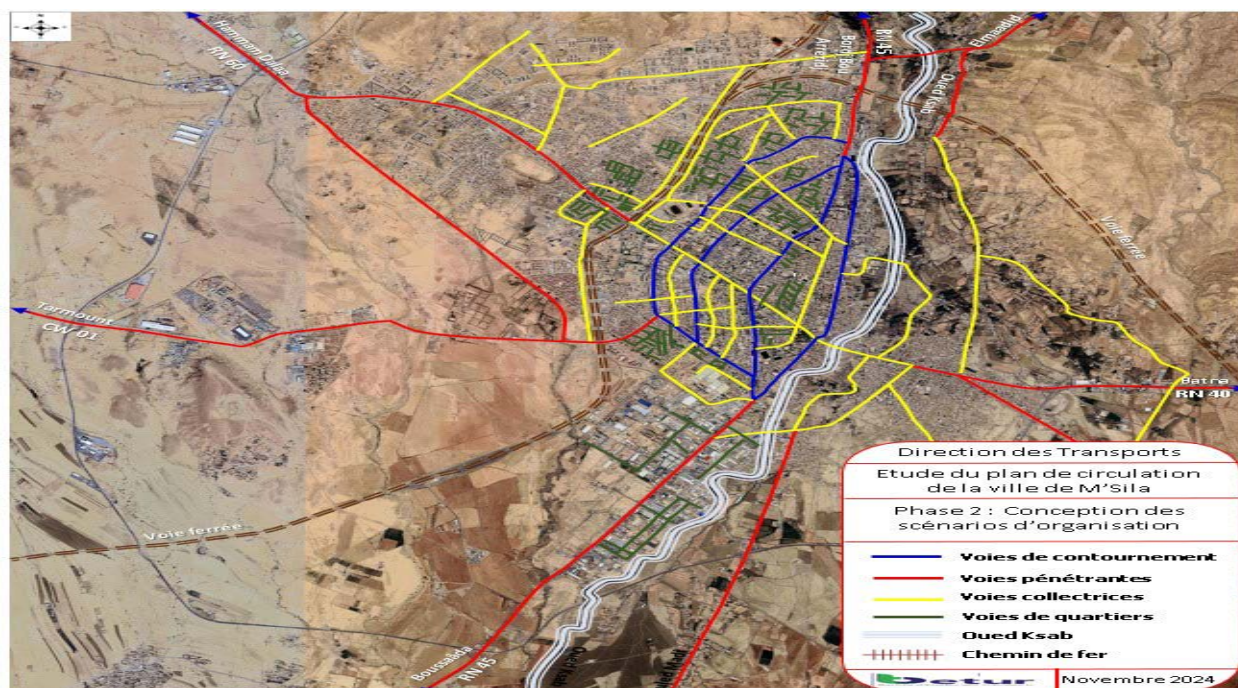 Hammam Dalaa
RN 60
Bordj Bou
Arreridj
RN 45
El Maadid
Oued Ksab
Voie ferrée
Tarmount
CW 01
Batna
RN 40
Voie ferrée
Boussaâda
RN 45
Oued Ksab
Direction des Transports
Etude du plan de circulation
de la ville de M'Sila
Phase 2 : Conception des
scénarios d'organisation
Voies de contournement
Voies pénétrantes
Voies collectrices
Voies de quartiers
Oued Ksab
Chemin de fer
Betur
Novembre 2024